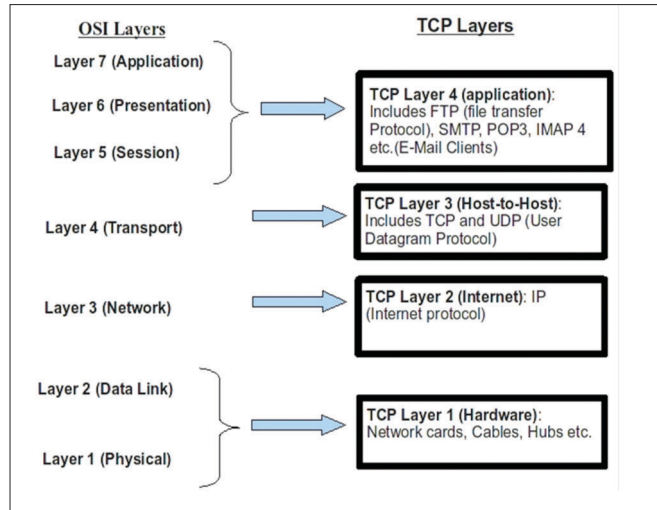 OSI Layers
Layer 7 (Application)
Layer 6 (Presentation)
Layer 5 (Session)
Layer 4 (Transport)
Layer 3 (Network)
Layer 2 (Data Link)
Layer 1 (Physical)
TCP Layers
TCP Layer 4 (application):
Includes FTP (file transfer
Protocol), SMTP, POP3, IMAP 4
etc.(E-Mail Clients)
TCP Layer 3 (Host-to-Host):
Includes TCP and UDP (User
Datagram Protocol)
TCP Layer 2 (Internet): IP
(Internet protocol)
TCP Layer 1 (Hardware):
Network cards, Cables, Hubs etc.